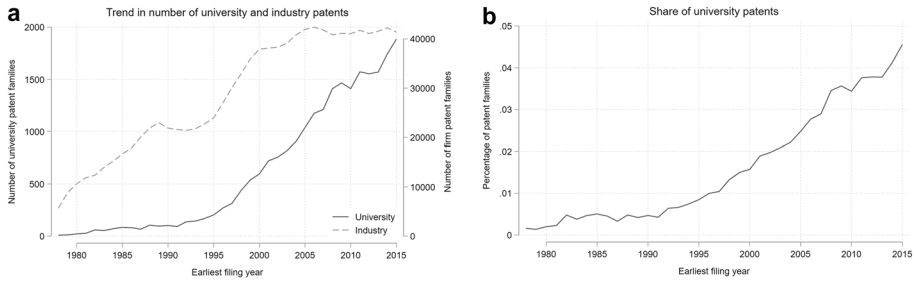 a
Trend in number of university and industry patents
Number of university patent families
2000
1500
1000
500
0
40000
30000
20000
10000
0
Number of firm patent families
University
Industry
1980 1985 1990 1995 2000 2005 2010 2015
Earliest filing year
b
Share of university patents
Percentage of patent families
.05
.04
.03
.02
.01
0
1980 1985 1990 1995 2000 2005 2010 2015
Earliest filing year